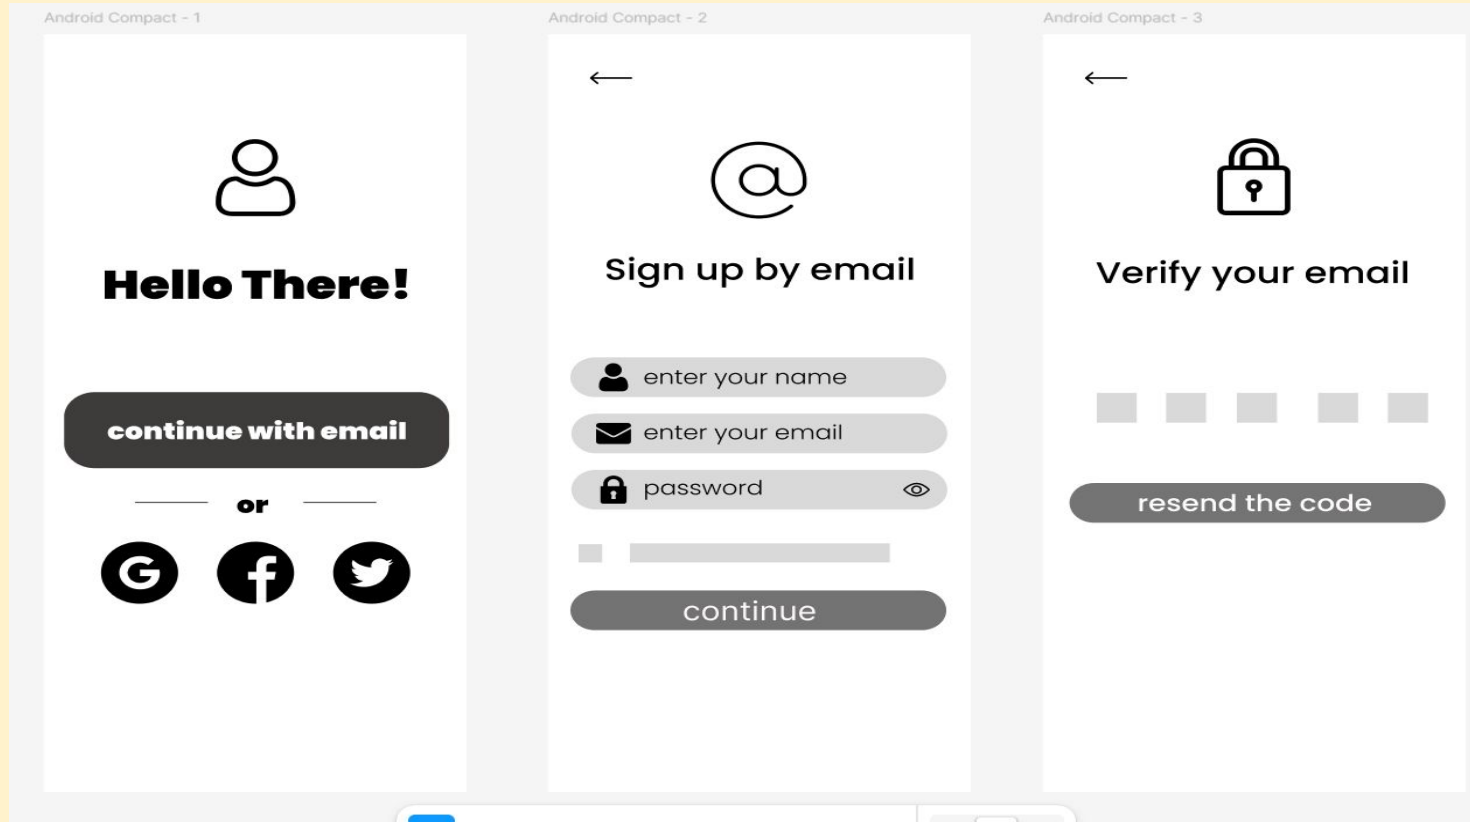 Android Compact - 1
Hello There!
continue with email
or
G
Android Compact - 2
@
Sign up by email
enter your name
enter your email
password
continue
Android Compact - 3
Verify your email
resend the code